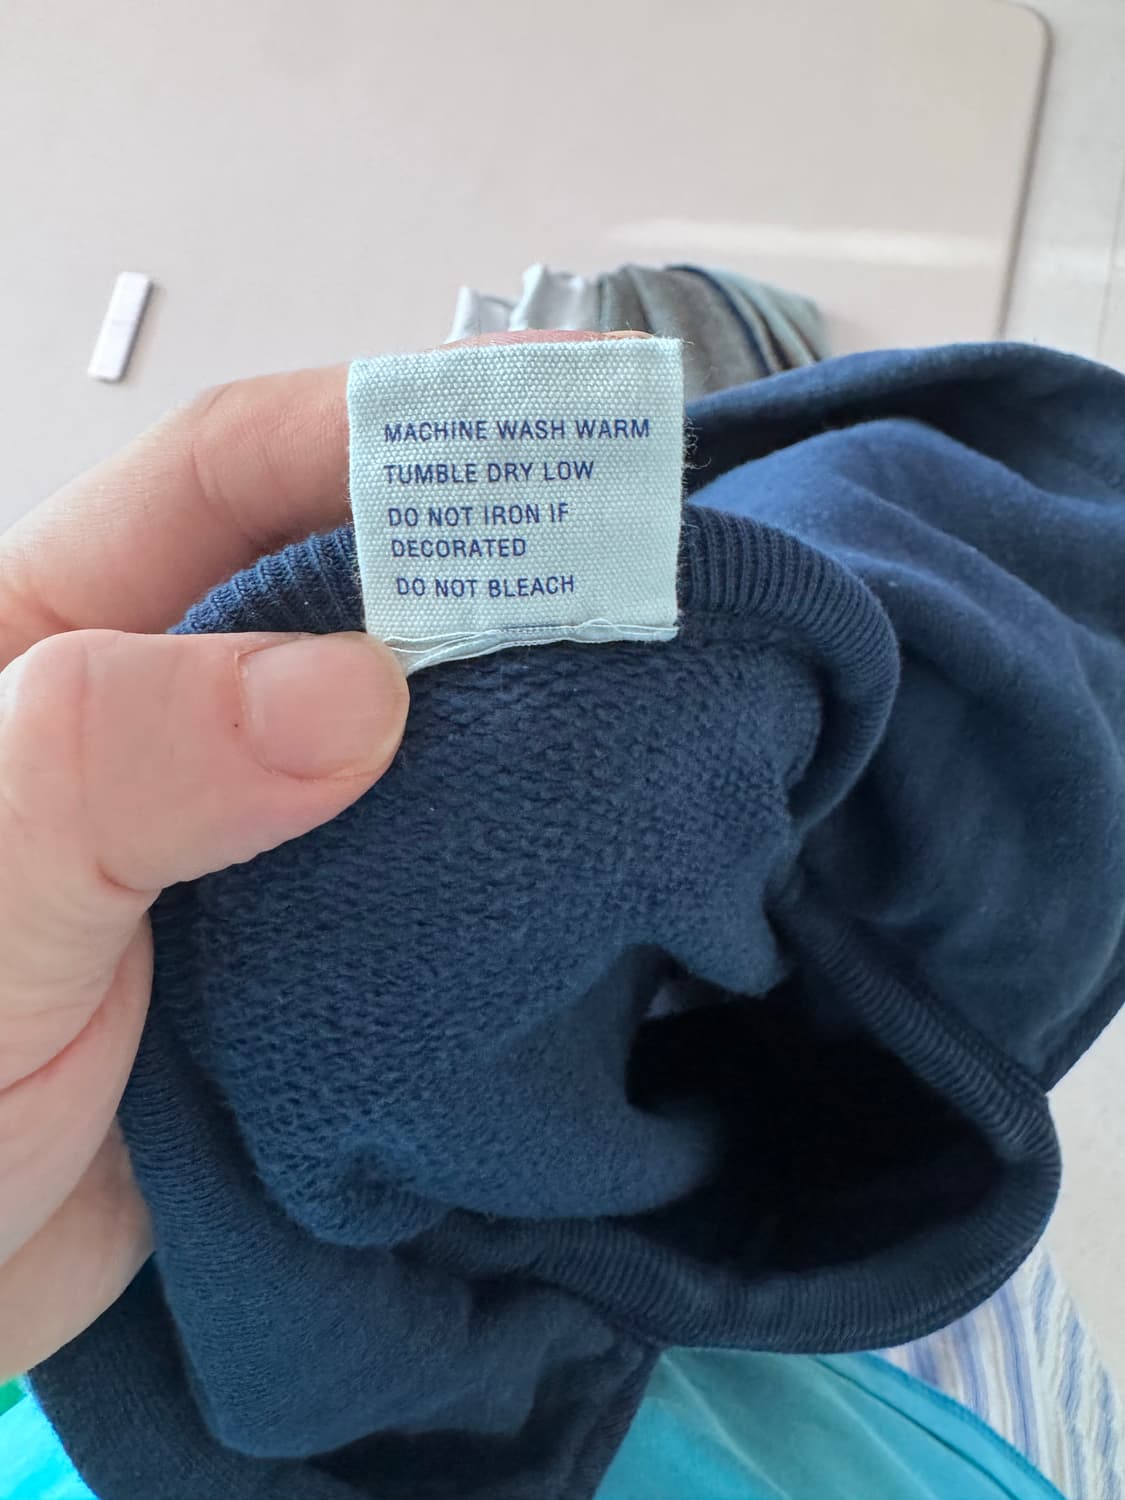 MACHINE WASH WARM
TUMBLE DRY LOW
DO NOT IRON IF
DECORATED
DO NOT BLEACH